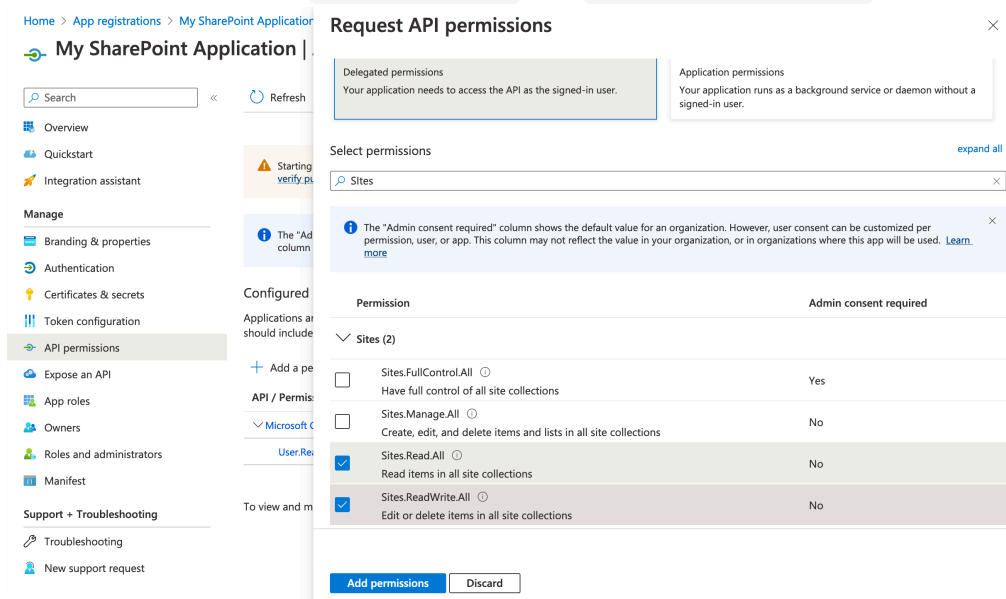 Home > App registrations > My SharePoint Application
My SharePoint Application |
Search
«
Overview
Quickstart
Integration assistant
Manage
Branding & properties
Authentication
Certificates & secrets
Token configuration
API permissions
Expose an API
App roles
Owners
Roles and administrators
Manifest
Support + Troubleshooting
Troubleshooting
New support request
Refresh
Starting
verify pu
The "Ad
column
Configured
Applications ar
should include
Add a pe
API / Permis
Microsoft G
User.Rea
To view and m
Request API permissions
Delegated permissions
Your application needs to access the API as the signed-in user.
Application permissions
Your application runs as a background service or daemon without a
signed-in user.
Select permissions
expand all
SItes
The "Admin consent required" column shows the default value for an organization. However, user consent can be customized per
permission, user, or app. This column may not reflect the value in your organization, or in organizations where this app will be used. Learn
more
Permission
Admin consent required
Sites (2)
Sites.FullControl.All
Have full control of all site collections
Yes
Sites.Manage.All
Create, edit, and delete items and lists in all site collections
No
Sites.Read.All
Read items in all site collections
No
Sites.ReadWrite.All
Edit or delete items in all site collections
No
Add permissions
Discard